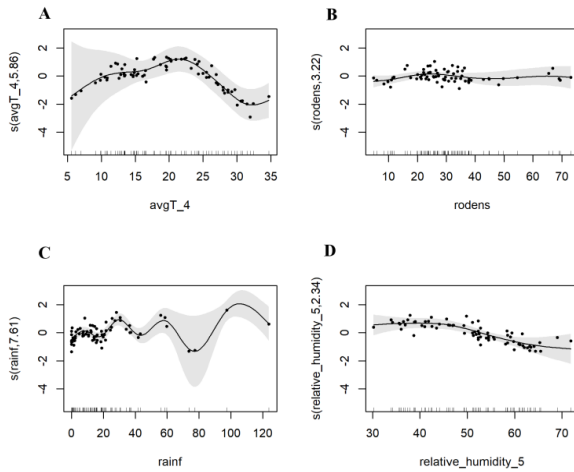 A
s(avgT_4,5.86)
2
0
-2
-4
5 10 15 20 25 30 35
avgT_4
B
s(rodens,3.22)
2
0
-2
-4
10 20 30 40 50 60 70
rodens
C
s(rainf,7.61)
2
0
-2
-4
0 20 40 60 80 100 120
rainf
D
s(relative_humidity_5,2.34)
2
0
-2
-4
30 40 50 60 70
relative_humidity_5